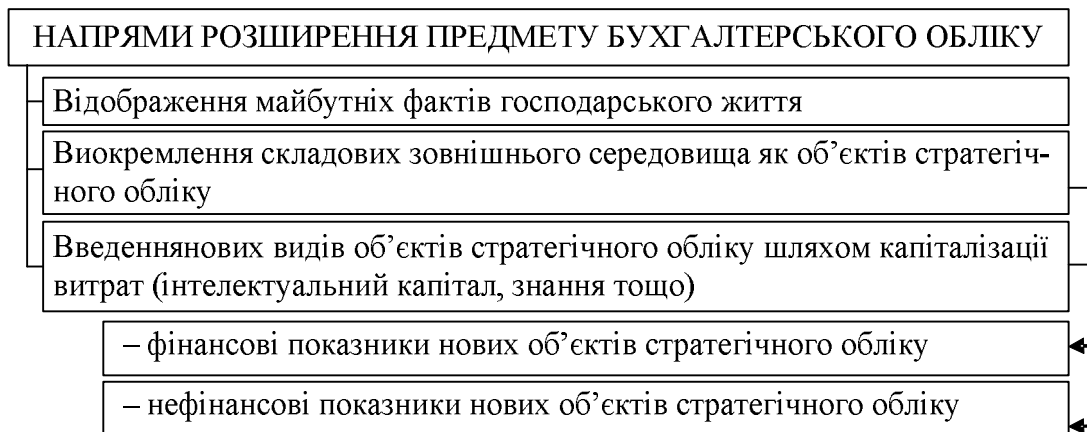 НАПРЯМИ РОЗШИРЕННЯ ПРЕДМЕТУ БУХГАЛТЕРСЬКОГО ОБЛІКУ
Відображення майбутніх фактів господарського життя
Виокремлення складових зовнішнього середовища як об’єктів стратегіч-
ного обліку
Введеннянових видів об’єктів стратегічного обліку шляхом капіталізації
витрат (інтелектуальний капітал, знання тощо)
– фінансові показники нових об’єктів стратегічного обліку
– нефінансові показники нових об’єктів стратегічного обліку